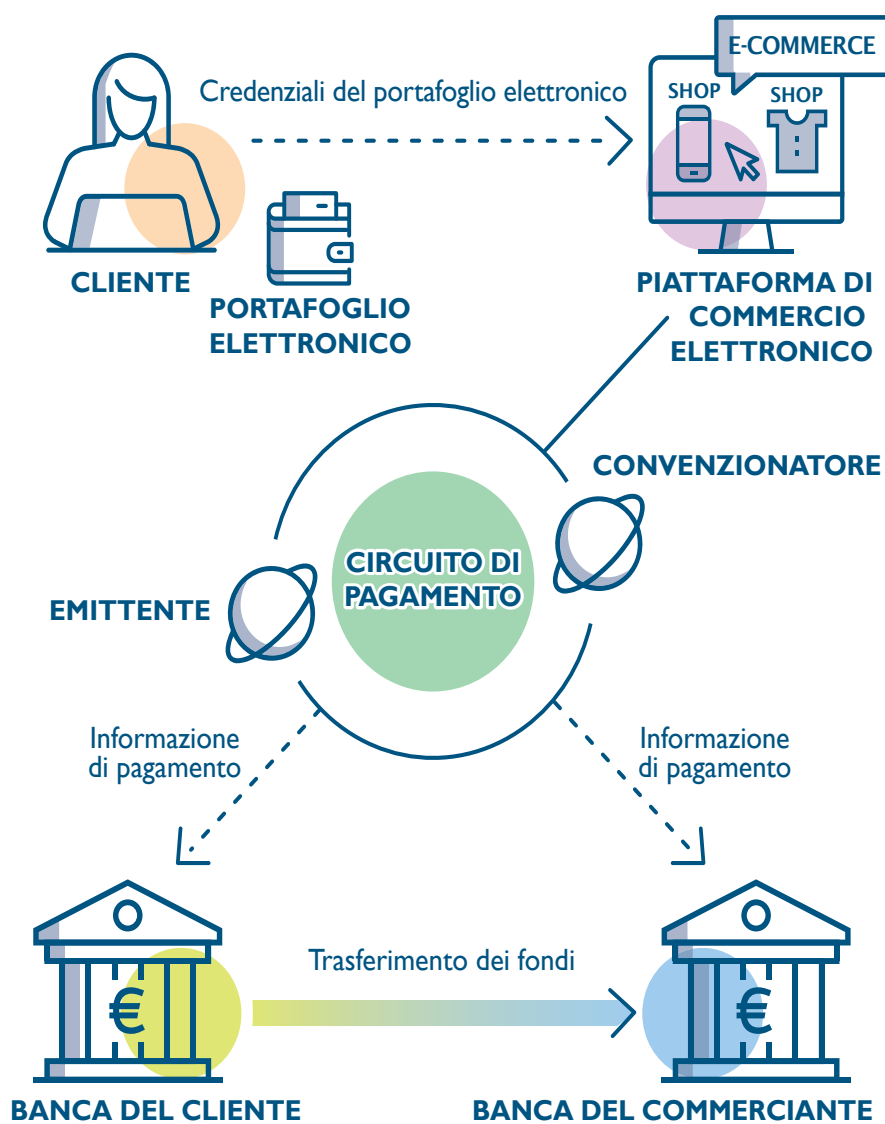 E-COMMERCE
Credenziali del portafoglio elettronico
SHOP
SHOP
CLIENTE
PORTAFOGLIO
ELETTRONICO
PIATTAFORMA DI
COMMERCIO
ELETTRONICO
CONVENZIONATORE
CIRCUITO DI
PAGAMENTO
EMITTENTE
Informazione
di pagamento
Informazione
di pagamento
Trasferimento dei fondi
€
€
BANCA DEL CLIENTE
BANCA DEL COMMERCIANTE